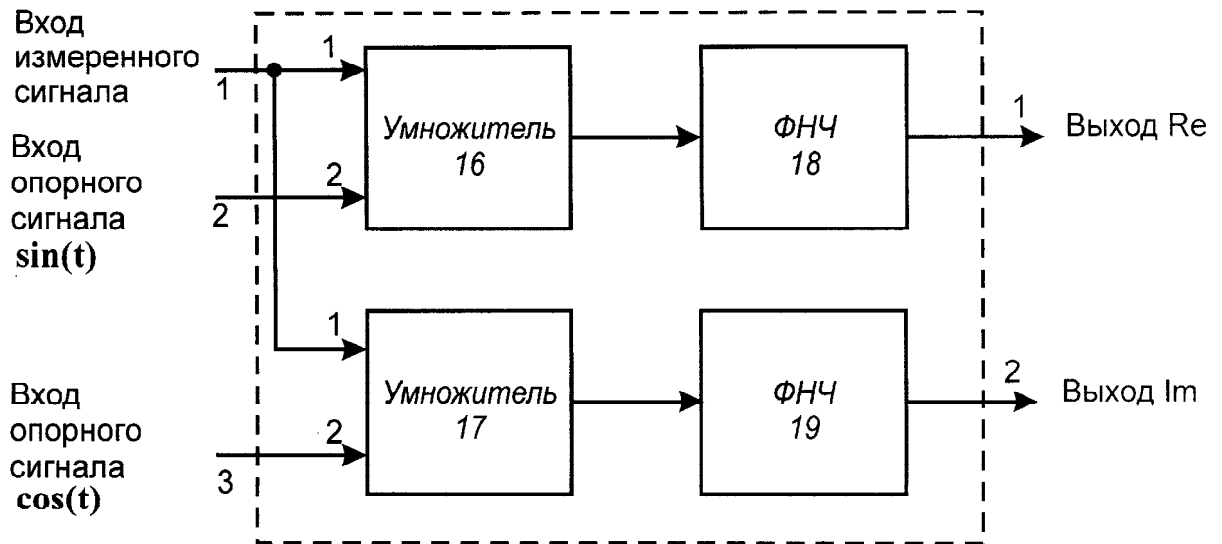 Вход
измеренного
сигнала
1
1
Умножитель
16
ФНЧ
18
1
Выход Re
Вход
опорного
сигнала
sin(t)
2
2
1
Умножитель
17
ФНЧ
19
2
Выход Im
Вход
опорного
сигнала
cos(t)
3
2